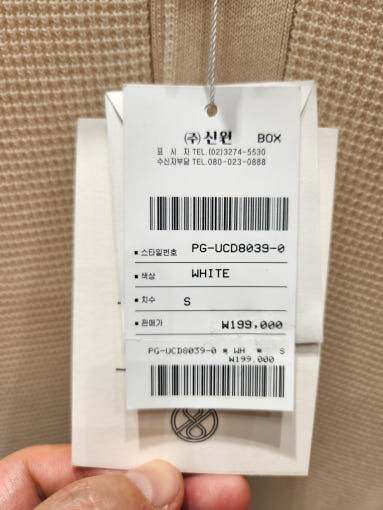 (주)신원 BOX
표 시 자 TEL.(02)3274-5530
수신자부담 TEL.080-023-0888
▪ 스타일번호 PG-UCD8039-0
▪ 색상 WHITE
▪ 치수 S
▪ 판매가 ₩199,000
PG-UCD8039-0 * WH * S
₩199,000